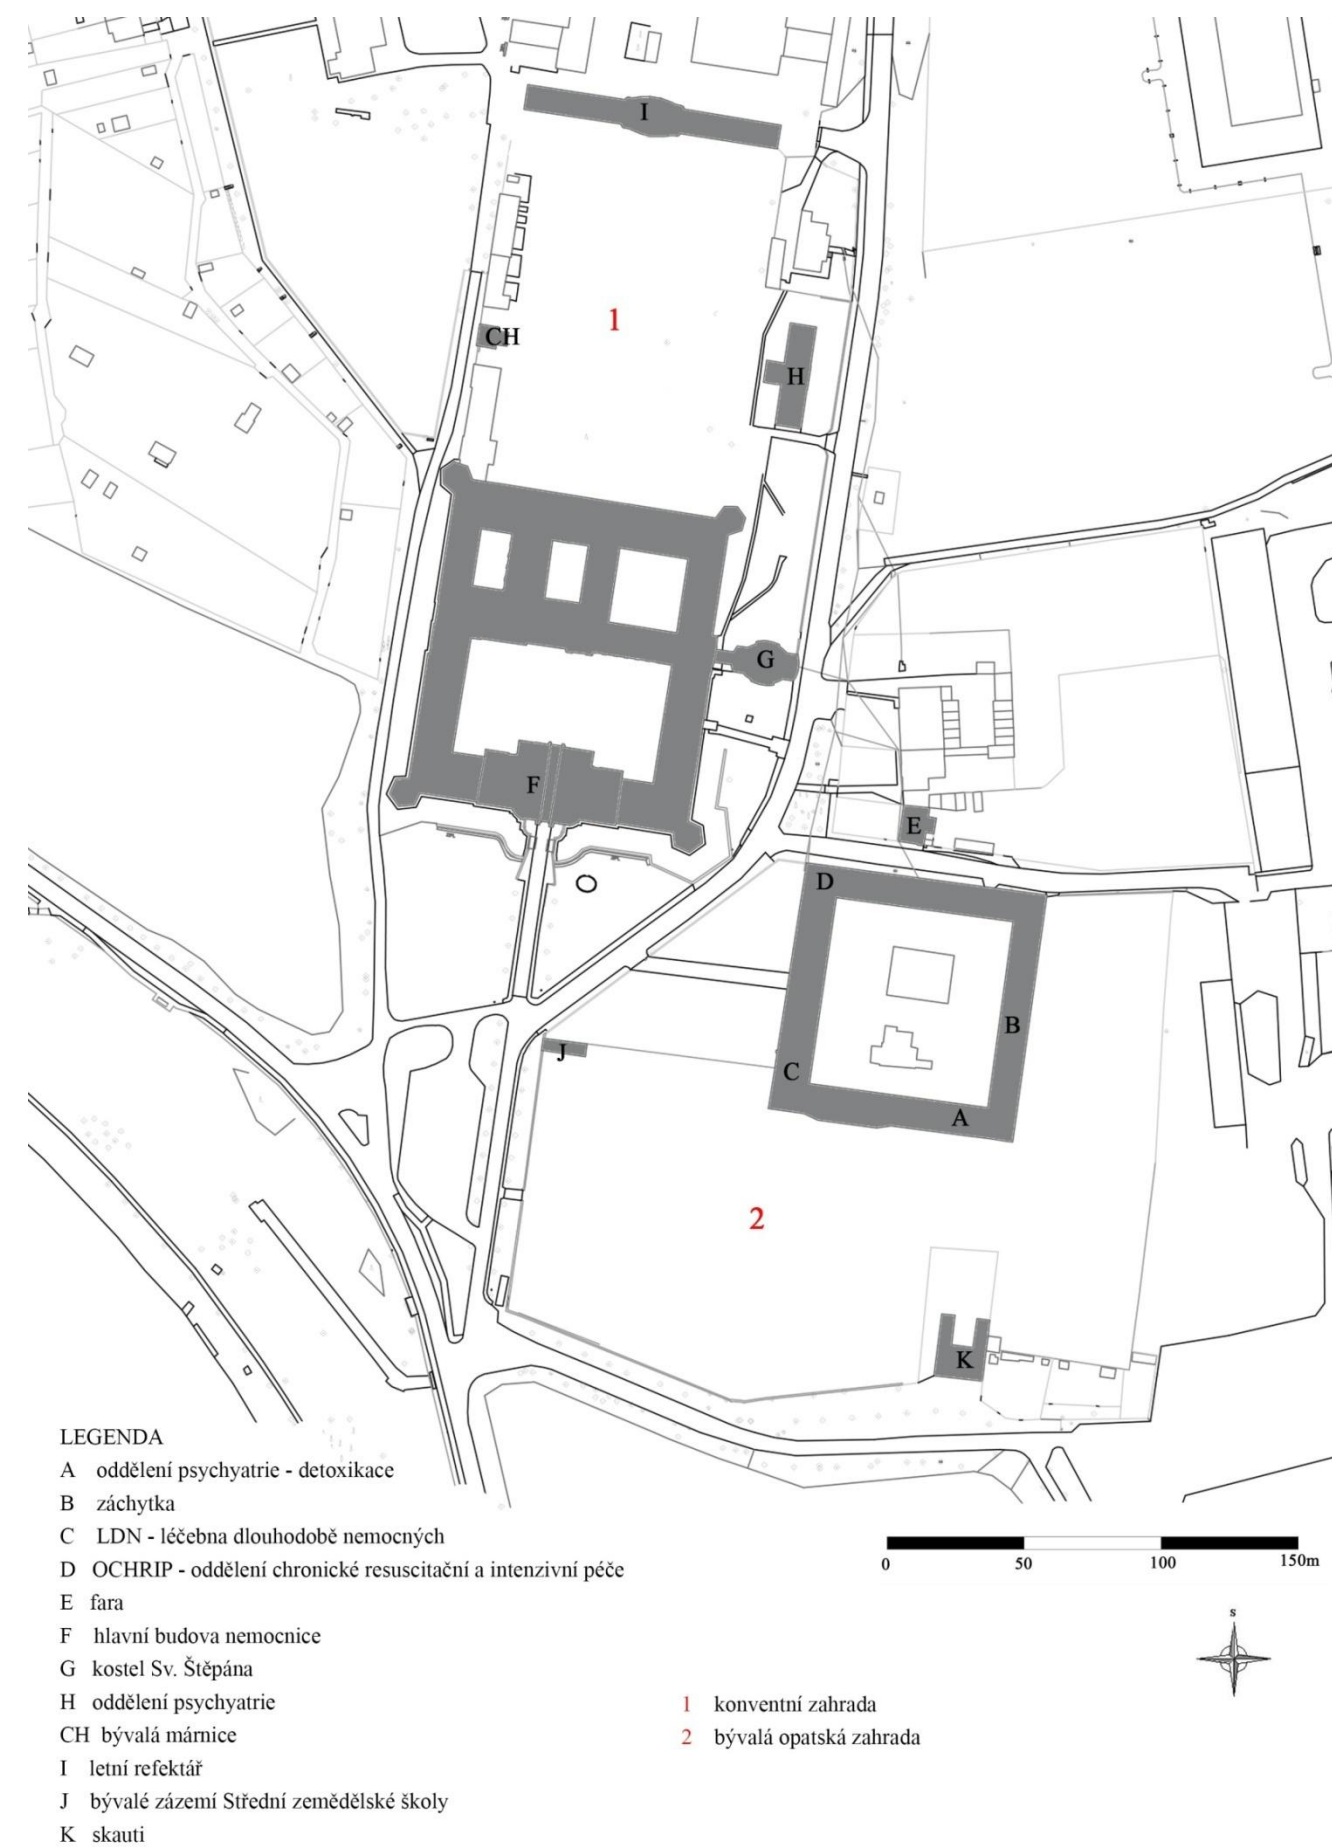 I
1
CH
H
G
F
E
D
B
J
C
A
2
K
LEGENDA
A oddělení psychyatrie - detoxikace
B záchytka
C LDN - léčebna dlouhodobě nemocných
D OCHRIP - oddělení chronické resuscitační a intenzivní péče
E fara
F hlavní budova nemocnice
G kostel Sv. Štěpána
H oddělení psychyatrie
CH bývalá márnice
I letní refektář
J bývalé zázemí Střední zemědělské školy
K skauti
0 50 100 150m
S
1 konventní zahrada
2 bývalá opatská zahrada